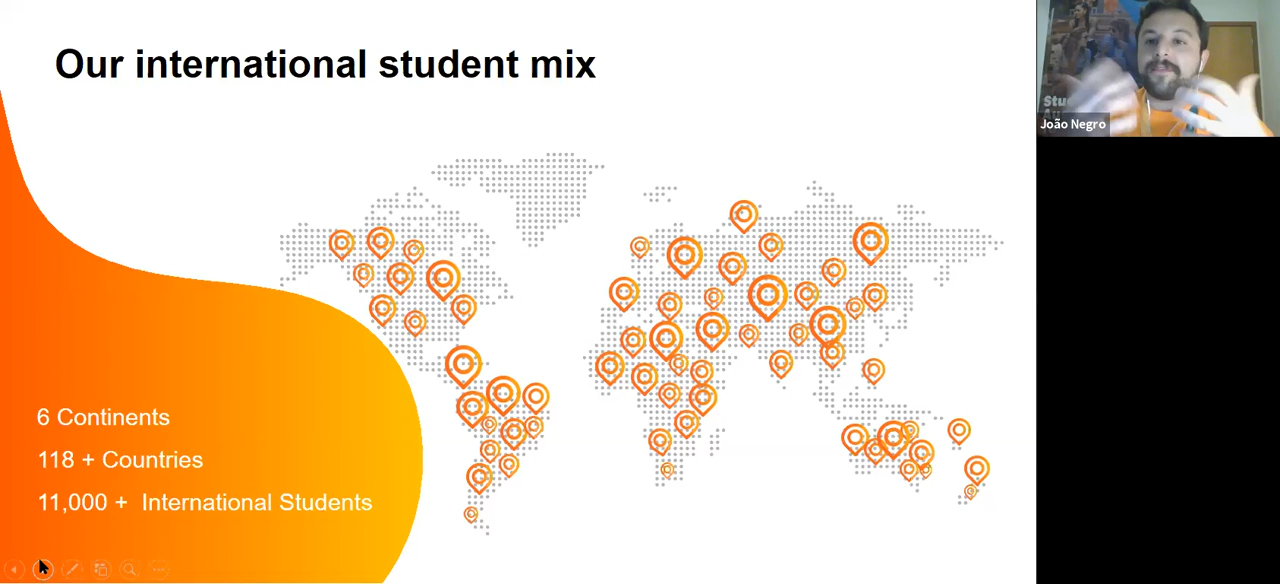 Our international student mix
6 Continents
118 + Countries
11,000 + International Students
João Negro